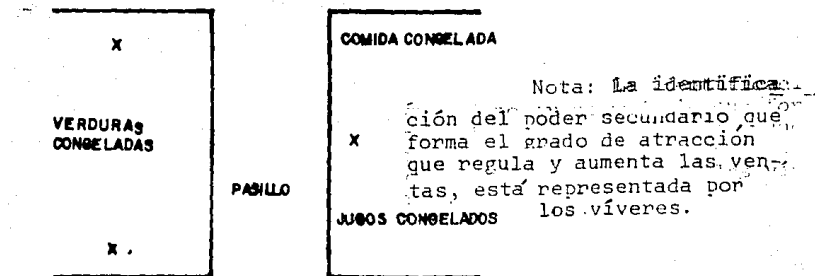 X
COMIDA CONGELADA
Nota: La identifica-
ción del poder secundario que
VERDURAS
CONGELADAS
X
forma el grado de atracción
que regula y aumenta las ven-
PASILLO
tas, está representada por
JUGOS CONGELADOS
los víveres.
X